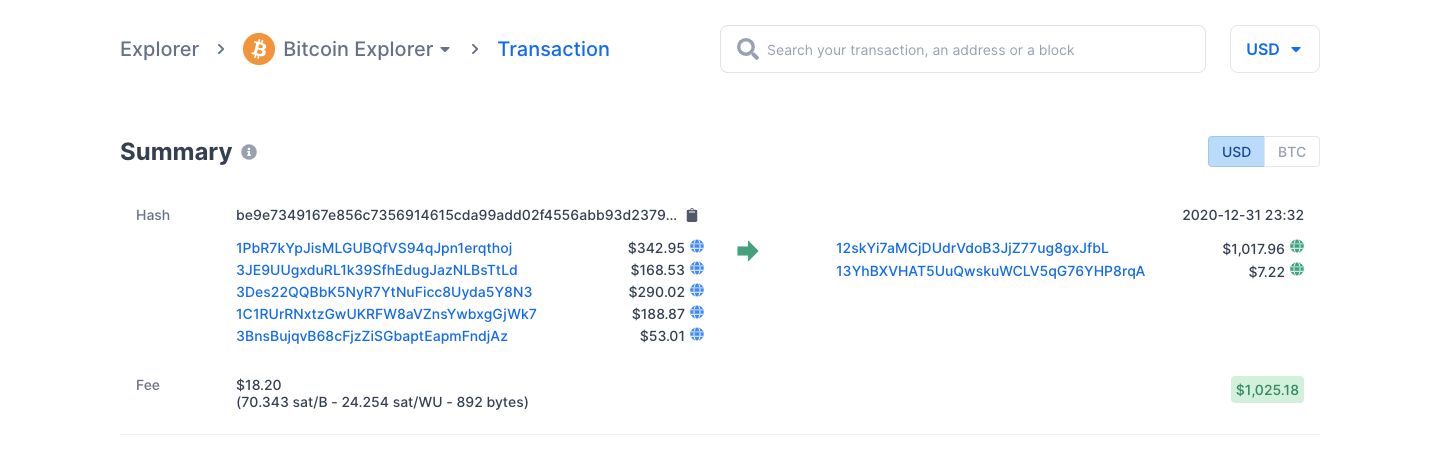 Explorer > Bitcoin Explorer > Transaction
Search your transaction, an address or a block
USD
Summary
USD BTC
Hash be9e7349167e856c7356914615cda99add02f4556abb93d2379... 2020-12-31 23:32
1PbR7kYpJisMLGUBQfVS94qJpn1erqthoj $342.95 12skYi7aMCjDUdrVdoB3JjZ77ug8gxJfbL $1,017.96
3JE9UUgxduRL1k39SfhEdugJazNLBsTtLd $168.53 13YhBXVHAT5UuQwskuWCLV5qG76YHP8rqA $7.22
3Des22QQBbK5NyR7YtNuFicc8Uyda5Y8N3 $290.02
1C1RUrRNxtzGwUKRFW8aVZnsYwbxgGjWk7 $188.87
3BnsBujqvB68cFjzZiSGbaptEapmFndjAz $53.01
Fee $18.20
(70.343 sat/B - 24.254 sat/WU - 892 bytes)
$1,025.18